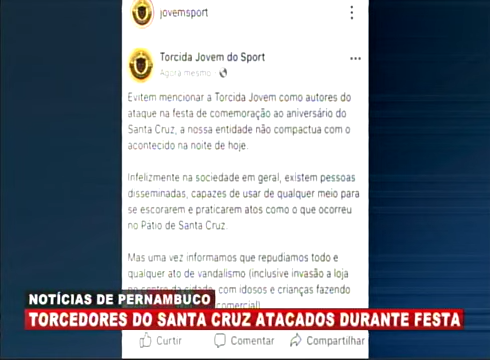 jovemsport
Torcida Jovem do Sport
Agora mesmo
Evitem mencionar a Torcida Jovem como autores do
ataque na festa de comemoração ao aniversário do
Santa Cruz, a nossa entidade não compactua com o
acontecido na noite de hoje.
Infelizmente na sociedade em geral, existem pessoas
disseminadas, capazes de usar de qualquer meio para
se escorarem e praticarem atos como o que ocorreu
no Patio de Santa Cruz.
Mas uma vez informamos que repudiamos todo e
qualquer ato de vandalismo (inclusive invasão a loja
com idosos e crianças fazendo
NOTÍCIAS DE PERNAMBUCO
TORCEDORES DO SANTA CRUZ ATACADOS DURANTE FESTA
Curtir Comentar Compartilhar